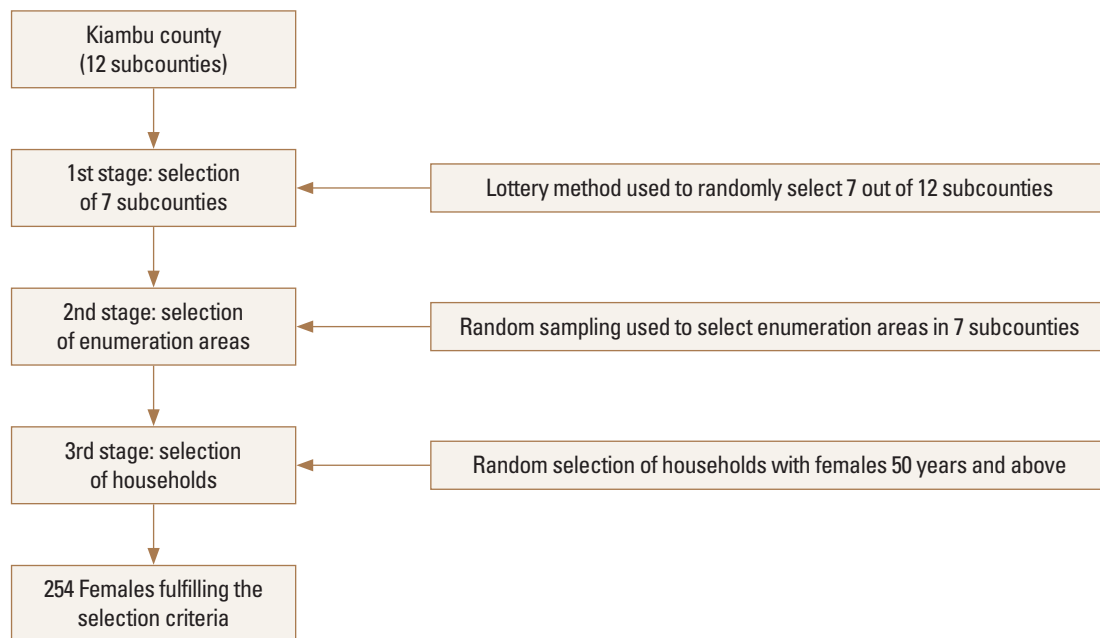 Kiambu county
(12 subcounties)
1st stage: selection
of 7 subcounties
Lottery method used to randomly select 7 out of 12 subcounties
2nd stage: selection
of enumeration areas
Random sampling used to select enumeration areas in 7 subcounties
3rd stage: selection
of households
Random selection of households with females 50 years and above
254 Females fulfilling the
selection criteria